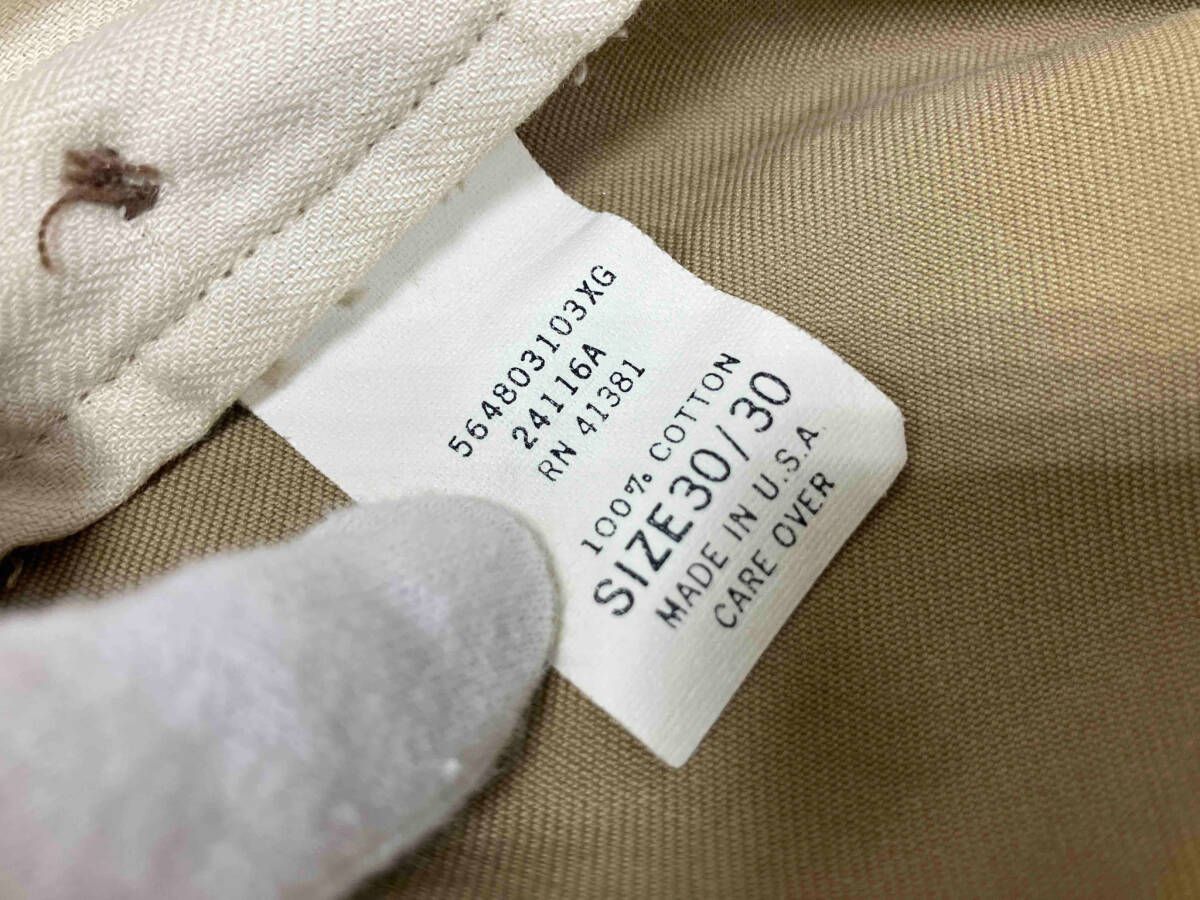 564803103XG
24116A
RN 41381
100% COTTON
SIZE30/30
MADE IN U.S.A.
CARE OVER